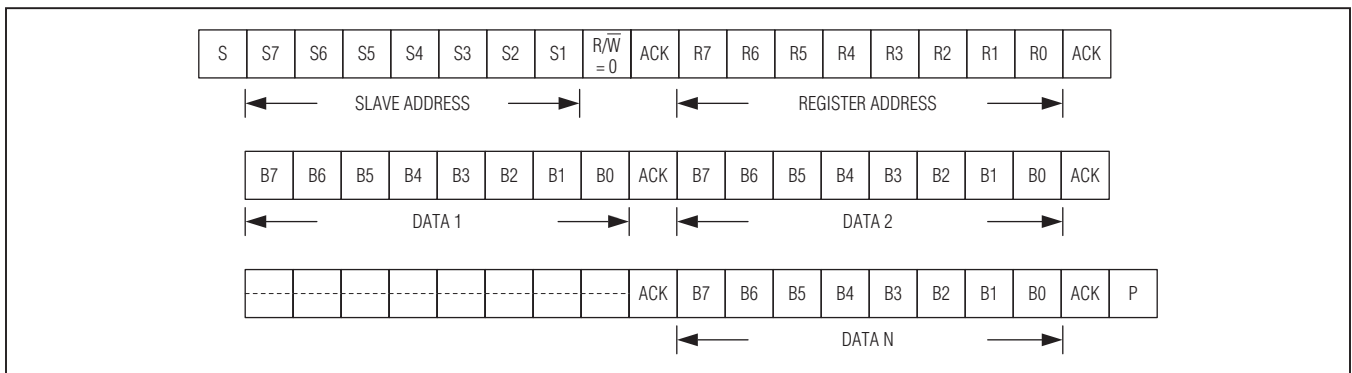 S S7 S6 S5 S4 S3 S2 S1 R/W̅ = 0 ACK R7 R6 R5 R4 R3 R2 R1 R0 ACK
SLAVE ADDRESS REGISTER ADDRESS
B7 B6 B5 B4 B3 B2 B1 B0 ACK B7 B6 B5 B4 B3 B2 B1 B0 ACK
DATA 1 DATA 2
ACK B7 B6 B5 B4 B3 B2 B1 B0 ACK P
DATA N